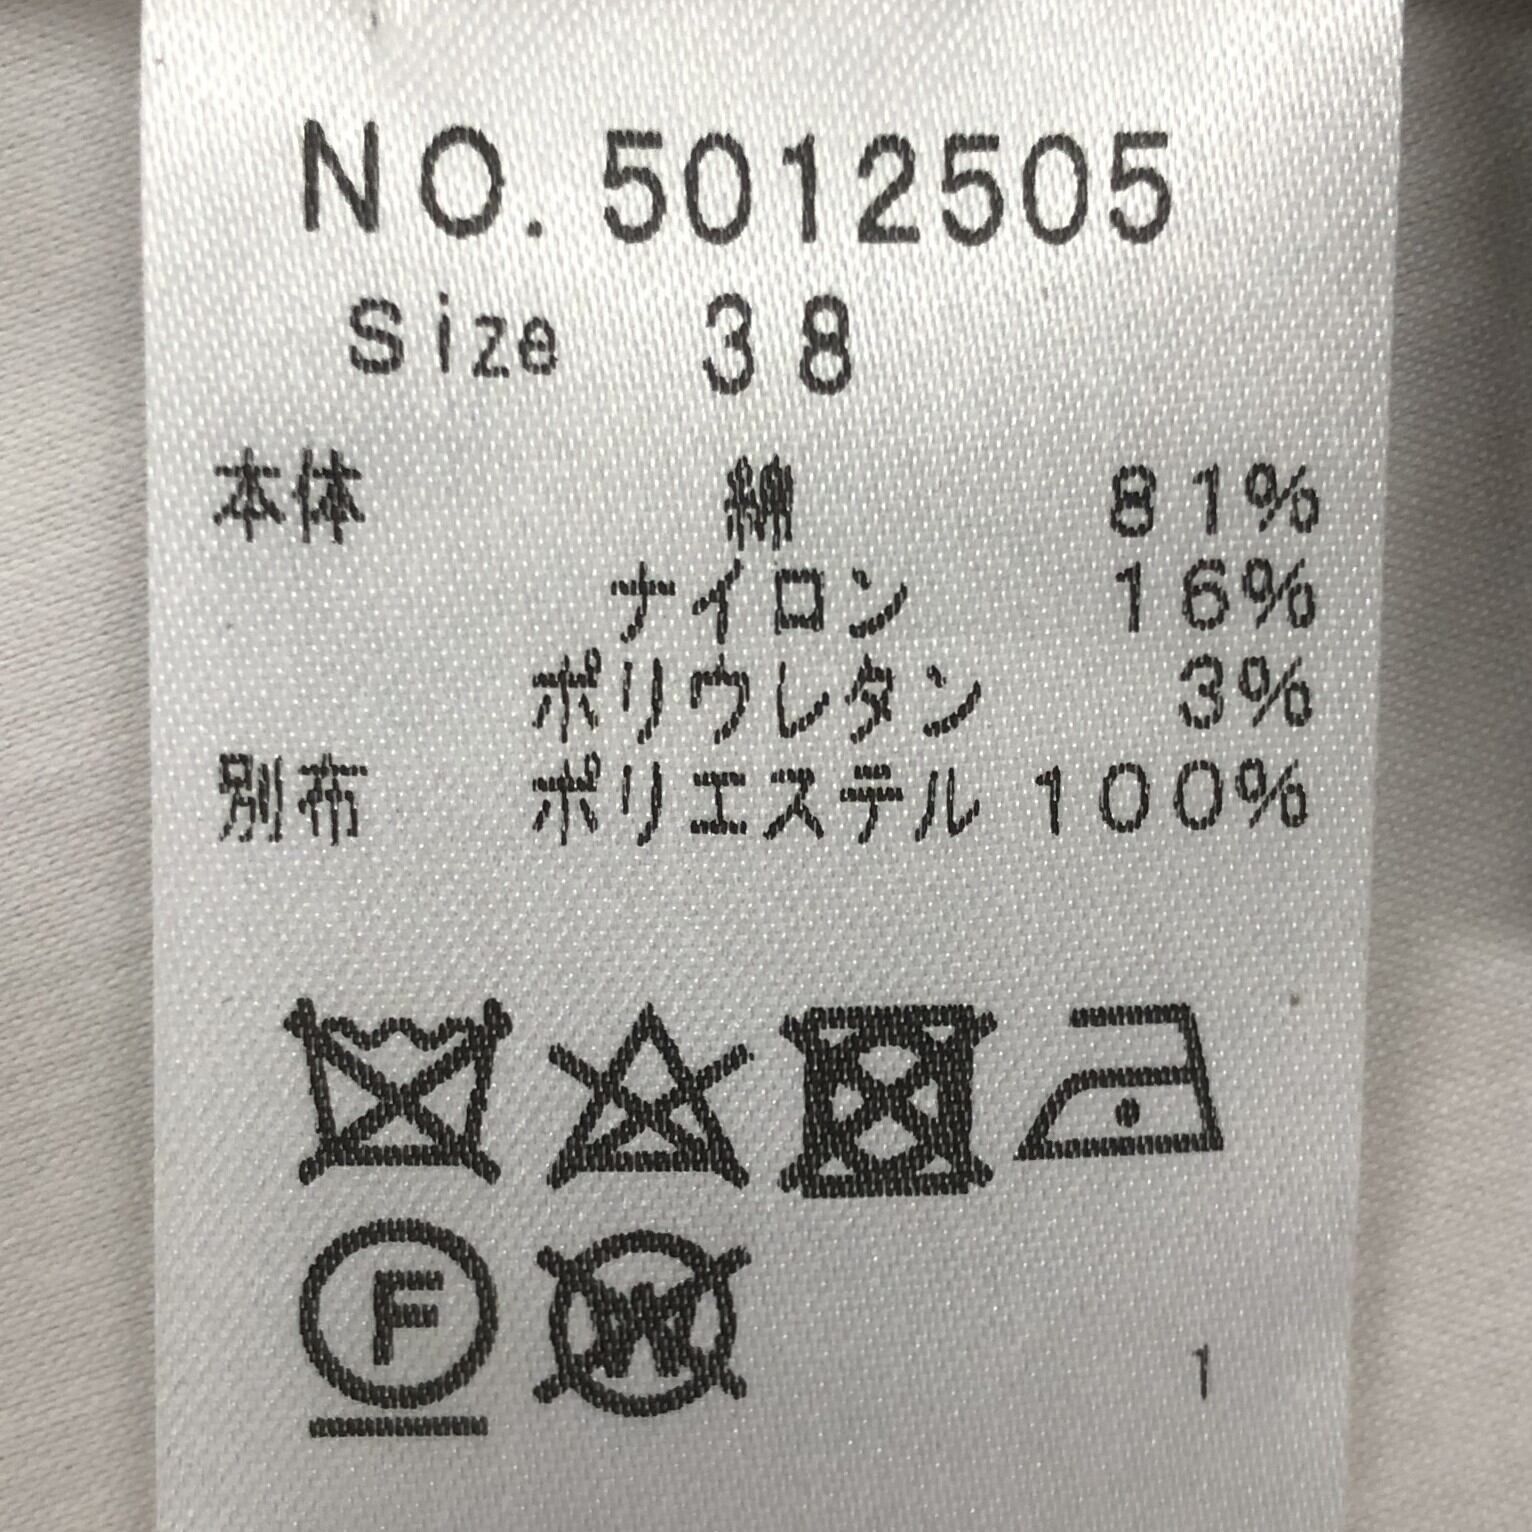 NO. 5012505
Size 38
本体 綿 81%
ナイロン 16%
ポリウレタン 3%
別布 ポリエステル 100%
F W
1